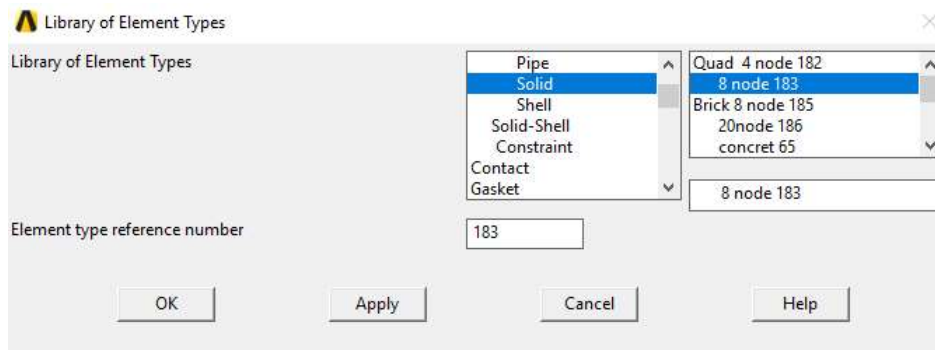 Library of Element Types
Library of Element Types
Pipe
Solid
Shell
Solid-Shell
Constraint
Contact
Gasket
Quad 4 node 182
8 node 183
Brick 8 node 185
20node 186
concret 65
8 node 183
Element type reference number
183
OK
Apply
Cancel
Help